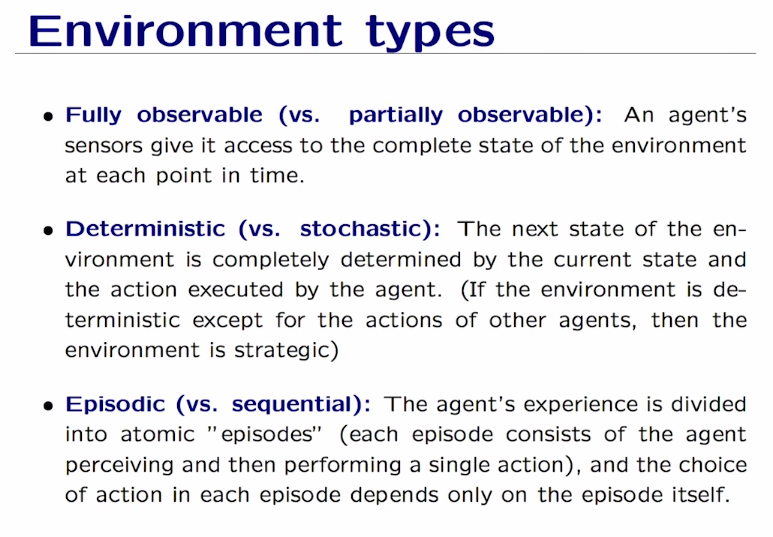 Environment types
• Fully observable (vs. partially observable): An agent's
sensors give it access to the complete state of the environment
at each point in time.
• Deterministic (vs. stochastic): The next state of the en-
vironment is completely determined by the current state and
the action executed by the agent. (If the environment is de-
terministic except for the actions of other agents, then the
environment is strategic)
• Episodic (vs. sequential): The agent's experience is divided
into atomic "episodes" (each episode consists of the agent
perceiving and then performing a single action), and the choice
of action in each episode depends only on the episode itself.